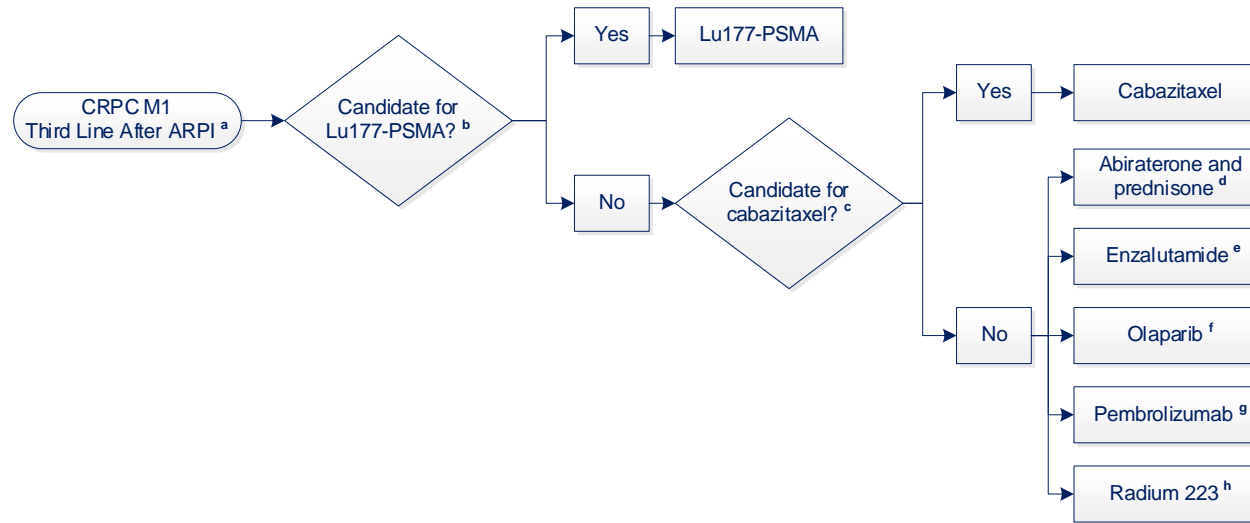 CRPC M1
Third Line After ARPI a
Candidate for
Lu177-PSMA? b
Yes
Lu177-PSMA
No
Candidate for
cabazitaxel? c
Yes
Cabazitaxel
No
Abiraterone and
prednisone d
Enzalutamide e
Olaparib f
Pembrolizumab g
Radium 223 h